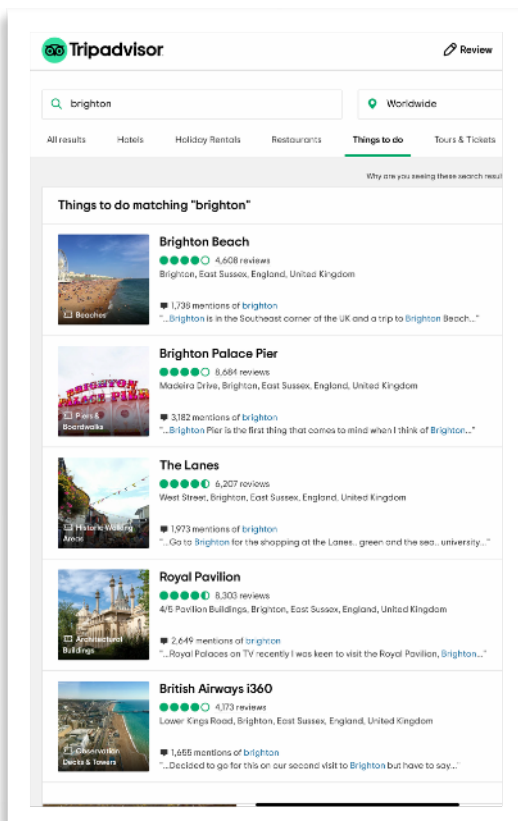 Tripadvisor
Review
brighton
Worldwide
All results Hotels Holiday Rentals Restaurants Things to do Tours & Tickets
Why are you seeing these search resul
Things to do matching "brighton"
Brighton Beach
4,608 reviews
Brighton, East Sussex, England, United Kingdom
Beaches
1,738 mentions of brighton
"...Brighton is in the Southeast corner of the UK and a trip to Brighton Beach..."
Brighton Palace Pier
8,684 reviews
Madeira Drive, Brighton, East Sussex, England, United Kingdom
BRIGHTON
PALACE PIER
Piers &
Boardwalks
3,182 mentions of brighton
"...Brighton Pier is the first thing that comes to mind when I think of Brighton..."
The Lanes
6,207 reviews
West Street, Brighton, East Sussex, England, United Kingdom
Historic Walking
Areas
1,973 mentions of brighton
"...Go to Brighton for the shopping at the Lanes.. green and the sea.. university..."
Royal Pavilion
8,303 reviews
4/5 Pavilion Buildings, Brighton, East Sussex, England, United Kingdom
Architectural
Buildings
2,649 mentions of brighton
"...Royal Palaces on TV recently I was keen to visit the Royal Pavilion, Brighton..."
British Airways i360
4,173 reviews
Lower Kings Road, Brighton, East Sussex, England, United Kingdom
Observation
Decks & Towers
1,655 mentions of brighton
"...Decided to go for this on our second visit to Brighton but have to say..."